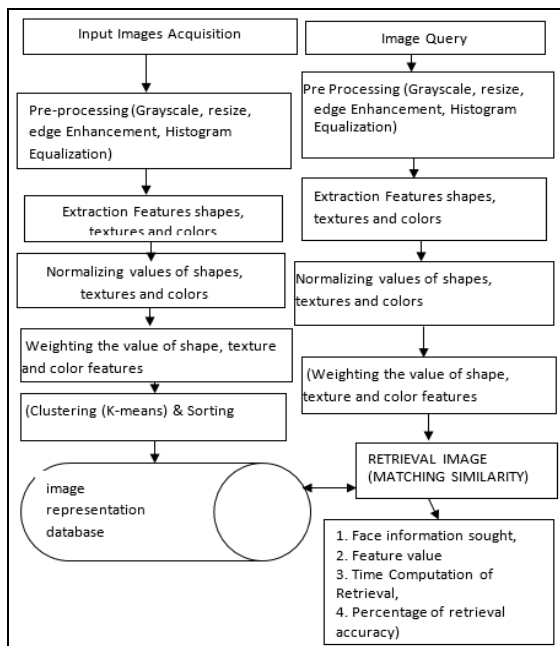 Input Images Acquisition
Pre-processing (Grayscale, resize,
edge Enhancement, Histogram
Equalization)
Extraction Features shapes,
textures and colors
Normalizing values of shapes,
textures and colors
Weighting the value of shape, texture
and color features
(Clustering (K-means) & Sorting
image
representation
database
Image Query
Pre Processing (Grayscale, resize,
edge Enhancement, Histogram
Equalization)
Extraction Features shapes,
textures and colors
Normalizing values of shapes,
textures and colors
(Weighting the value of shape,
texture and color features
RETRIEVAL IMAGE
(MATCHING SIMILARITY)
1. Face information sought,
2. Feature value
3. Time Computation of
Retrieval,
4. Percentage of retrieval
accuracy)